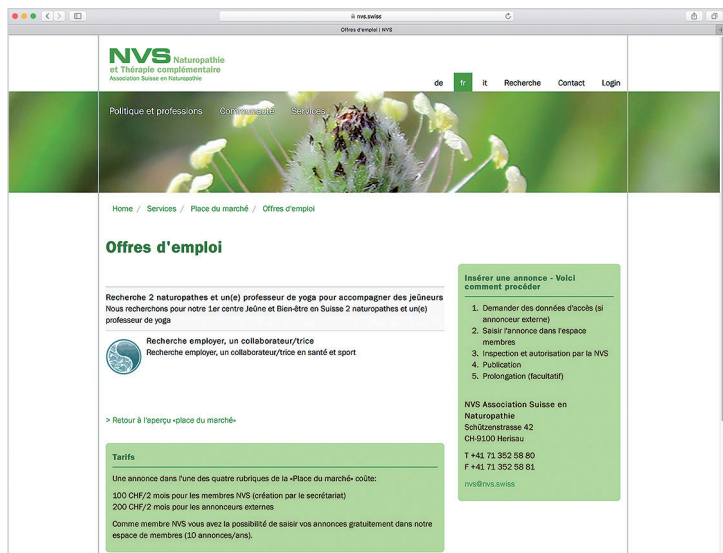 nvs.swiss
Offres d'emploi | NVS
NVS Naturopathie
et Thérapie complémentaire
Association Suisse en Naturopathie
de fr it Recherche Contact Login
Politique et professions Communauté Services
Home / Services / Place du marché / Offres d'emploi
Offres d'emploi
Recherche 2 naturopathes et un(e) professeur de yoga pour accompagner des jeûneurs
Nous recherchons pour notre 1er centre Jeûne et Bien-être en Suisse 2 naturopathes et un(e)
professeur de yoga
Recherche employer, un collaborateur/trice
Recherche employer, un collaborateur/trice en santé et sport
> Retour à l'aperçu «place du marché»
Tarifs
Une annonce dans l'une des quatre rubriques de la «Place du marché» coûte:
100 CHF/2 mois pour les membres NVS (création par le secrétariat)
200 CHF/2 mois pour les annonceurs externes
Comme membre NVS vous avez la possibilité de saisir vos annonces gratuitement dans notre
espace de membres (10 annonces/ans).
Insérer une annonce - Voici
comment procéder
1. Demander des données d'accès (si
annonceur externe)
2. Saisir l'annonce dans l'espace
membres
3. Inspection et autorisation par la NVS
4. Publication
5. Prolongation (facultatif)
NVS Association Suisse en
Naturopathie
Schützenstrasse 42
CH-9100 Herisau
T +41 71 352 58 80
F +41 71 352 58 81
nvs@nvs.swiss